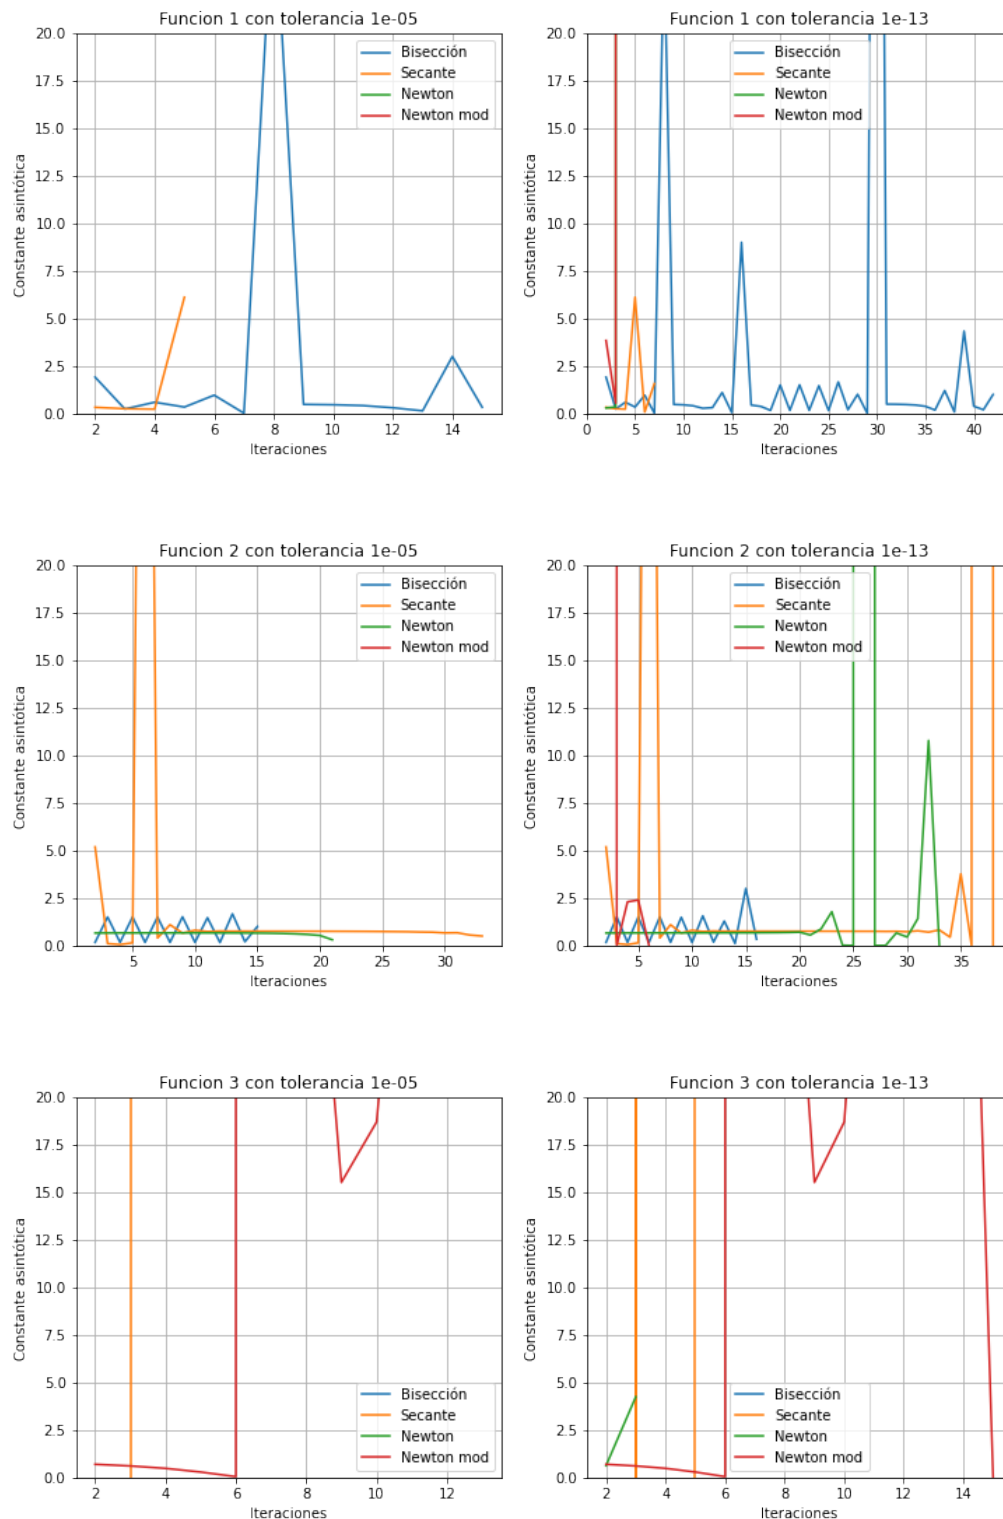 Funcion 1 con tolerancia 1e-05
20.0
17.5
15.0
12.5
10.0
7.5
5.0
2.5
0.0
Constante asintótica
Bisección
Secante
Newton
Newton mod
2 4 6 8 10 12 14
Iteraciones
Funcion 1 con tolerancia 1e-13
20.0
17.5
15.0
12.5
10.0
7.5
5.0
2.5
0.0
Constante asintótica
Bisección
Secante
Newton
Newton mod
0 5 10 15 20 25 30 35 40
Iteraciones
Funcion 2 con tolerancia 1e-05
20.0
17.5
15.0
12.5
10.0
7.5
5.0
2.5
0.0
Constante asintótica
Bisección
Secante
Newton
Newton mod
5 10 15 20 25 30
Iteraciones
Funcion 2 con tolerancia 1e-13
20.0
17.5
15.0
12.5
10.0
7.5
5.0
2.5
0.0
Constante asintótica
Bisección
Secante
Newton
Newton mod
5 10 15 20 25 30 35
Iteraciones
Funcion 3 con tolerancia 1e-05
20.0
17.5
15.0
12.5
10.0
7.5
5.0
2.5
0.0
Constante asintótica
Bisección
Secante
Newton
Newton mod
2 4 6 8 10 12
Iteraciones
Funcion 3 con tolerancia 1e-13
20.0
17.5
15.0
12.5
10.0
7.5
5.0
2.5
0.0
Constante asintótica
Bisección
Secante
Newton
Newton mod
2 4 6 8 10 12 14
Iteraciones